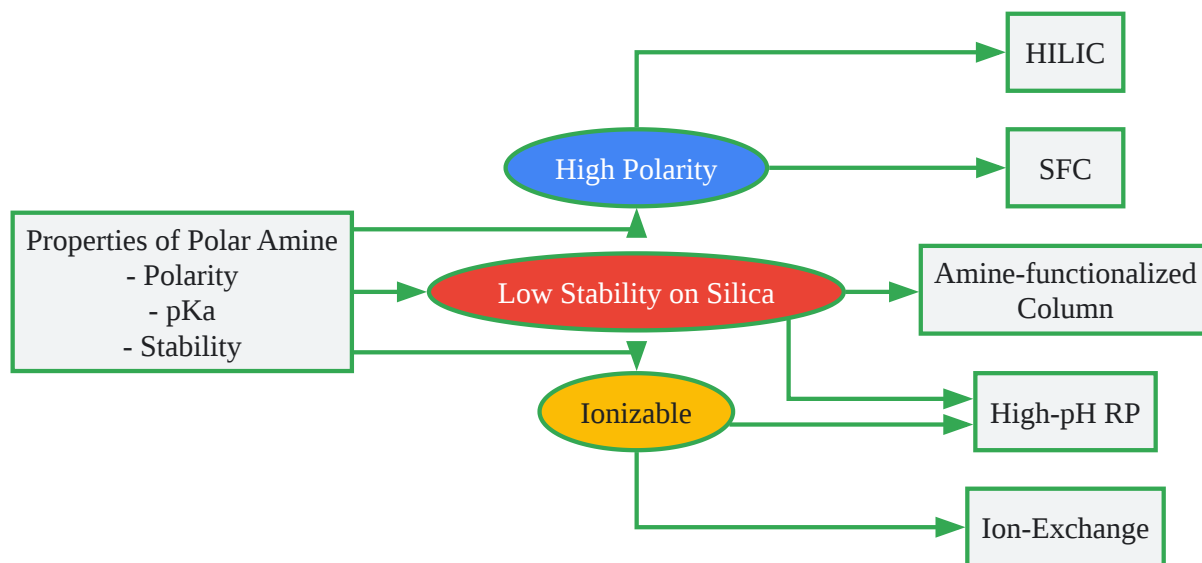 Properties of Polar Amine
- Polarity
- pKa
- Stability
High Polarity
Low Stability on Silica
Ionizable
HILIC
SFC
Amine-functionalized
Column
High-pH RP
Ion-Exchange